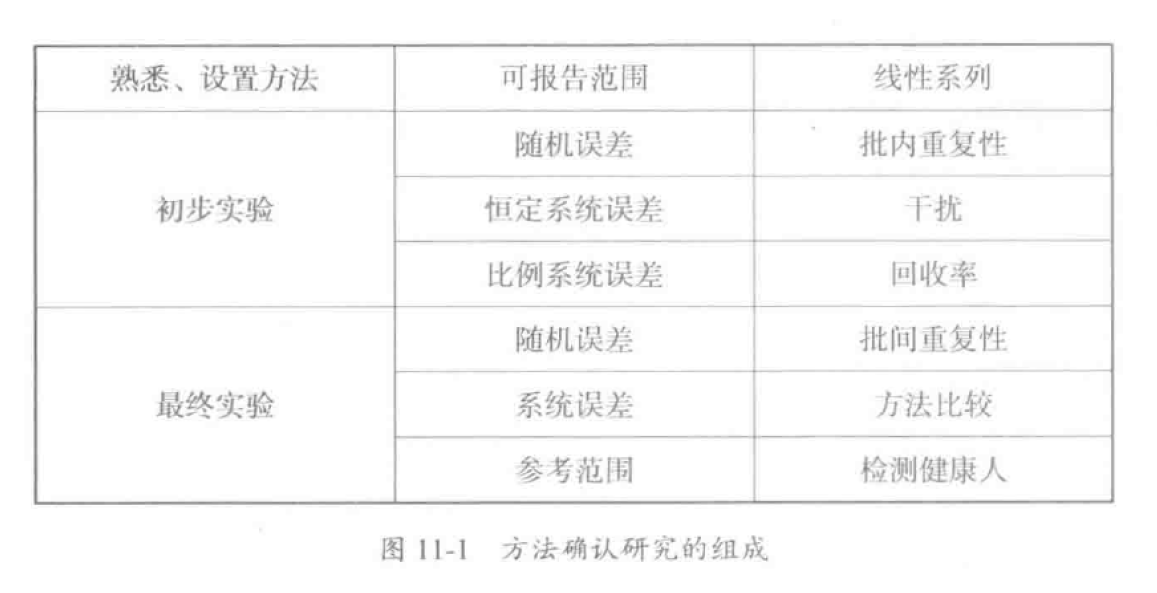 熟悉、设置方法 可报告范围 线性系列
随机误差 批内重复性
初步实验 恒定系统误差 干扰
比例系统误差 回收率
随机误差 批间重复性
最终实验 系统误差 方法比较
参考范围 检测健康人
图 11-1 方法确认研究的组成